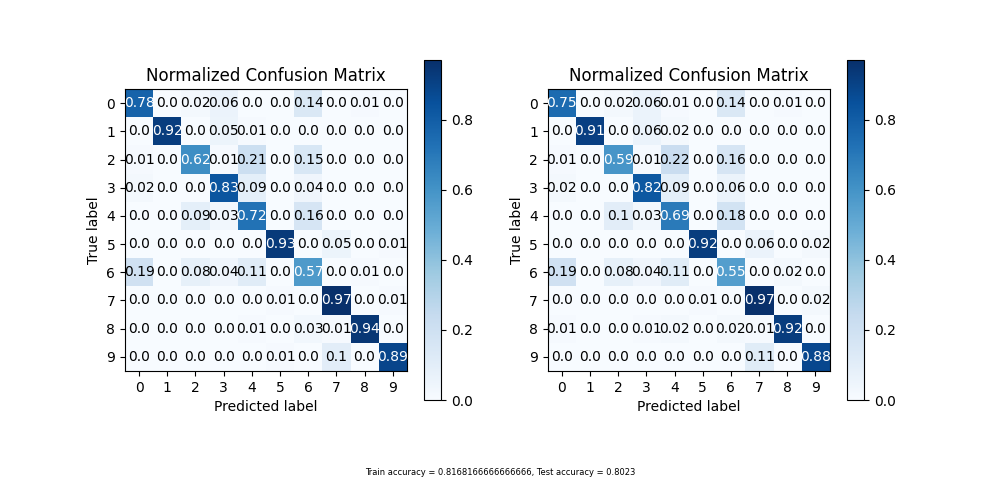 Normalized Confusion Matrix
0 0.78 0.0 0.02 0.06 0.0 0.0 0.14 0.0 0.01 0.0
1 0.0 0.92 0.0 0.05 0.01 0.0 0.0 0.0 0.0 0.0
2 0.01 0.0 0.62 0.01 0.21 0.0 0.15 0.0 0.0 0.0
3 0.02 0.0 0.0 0.83 0.09 0.0 0.04 0.0 0.0 0.0
4 0.0 0.0 0.09 0.03 0.72 0.0 0.16 0.0 0.0 0.0
5 0.0 0.0 0.0 0.0 0.0 0.93 0.0 0.05 0.0 0.01
6 0.19 0.0 0.08 0.04 0.11 0.0 0.57 0.0 0.01 0.0
7 0.0 0.0 0.0 0.0 0.0 0.01 0.0 0.97 0.0 0.01
8 0.0 0.0 0.0 0.0 0.01 0.0 0.03 0.01 0.94 0.0
9 0.0 0.0 0.0 0.0 0.0 0.01 0.0 0.1 0.0 0.89
0 1 2 3 4 5 6 7 8 9
True label
Predicted label
0.8
0.6
0.4
0.2
0.0
Normalized Confusion Matrix
0 0.75 0.0 0.02 0.06 0.01 0.0 0.14 0.0 0.01 0.0
1 0.0 0.91 0.0 0.06 0.02 0.0 0.0 0.0 0.0 0.0
2 0.01 0.0 0.59 0.01 0.22 0.0 0.16 0.0 0.0 0.0
3 0.02 0.0 0.0 0.82 0.09 0.0 0.06 0.0 0.0 0.0
4 0.0 0.0 0.1 0.03 0.69 0.0 0.18 0.0 0.0 0.0
5 0.0 0.0 0.0 0.0 0.0 0.92 0.0 0.06 0.0 0.02
6 0.19 0.0 0.08 0.04 0.11 0.0 0.55 0.0 0.02 0.0
7 0.0 0.0 0.0 0.0 0.0 0.01 0.0 0.97 0.0 0.02
8 0.01 0.0 0.0 0.01 0.02 0.0 0.02 0.01 0.92 0.0
9 0.0 0.0 0.0 0.0 0.0 0.0 0.0 0.11 0.0 0.88
0 1 2 3 4 5 6 7 8 9
True label
Predicted label
0.8
0.6
0.4
0.2
0.0
Train accuracy = 0.8168166666666666, Test accuracy = 0.8023